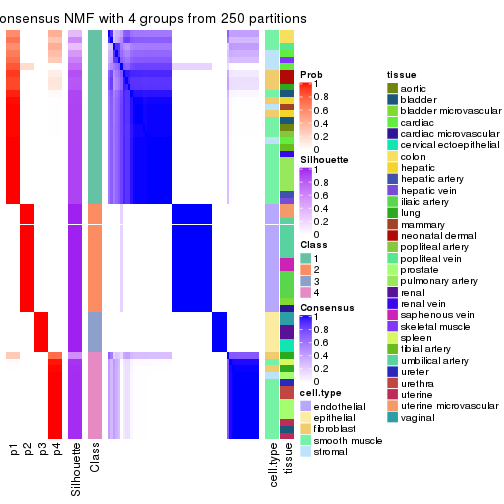 onsensus NMF with 4 groups from 250 partitions
p1
p2
p3
p4
Silhouette
Class
cell.type
tissue
Prob
0.8
0.6
0.4
0.2
0
Silhouette
1
0.8
0.6
0.4
0.2
0
Class
1
2
3
4
Consensus
1
0.8
0.6
0.4
0.2
0
cell.type
endothelial
epithelial
fibroblast
smooth muscle
stromal
tissue
aortic
bladder
bladder microvascular
cardiac
cardiac microvascular
cervical ectoepithelial
colon
hepatic
hepatic artery
hepatic vein
iliaic artery
lung
mammary
neonatal dermal
popliteal artery
popliteal vein
prostate
pulmonary artery
renal
renal vein
saphenous vein
skeletal muscle
spleen
tibial artery
umbilical artery
ureter
urethra
uterine
uterine microvascular
vaginal